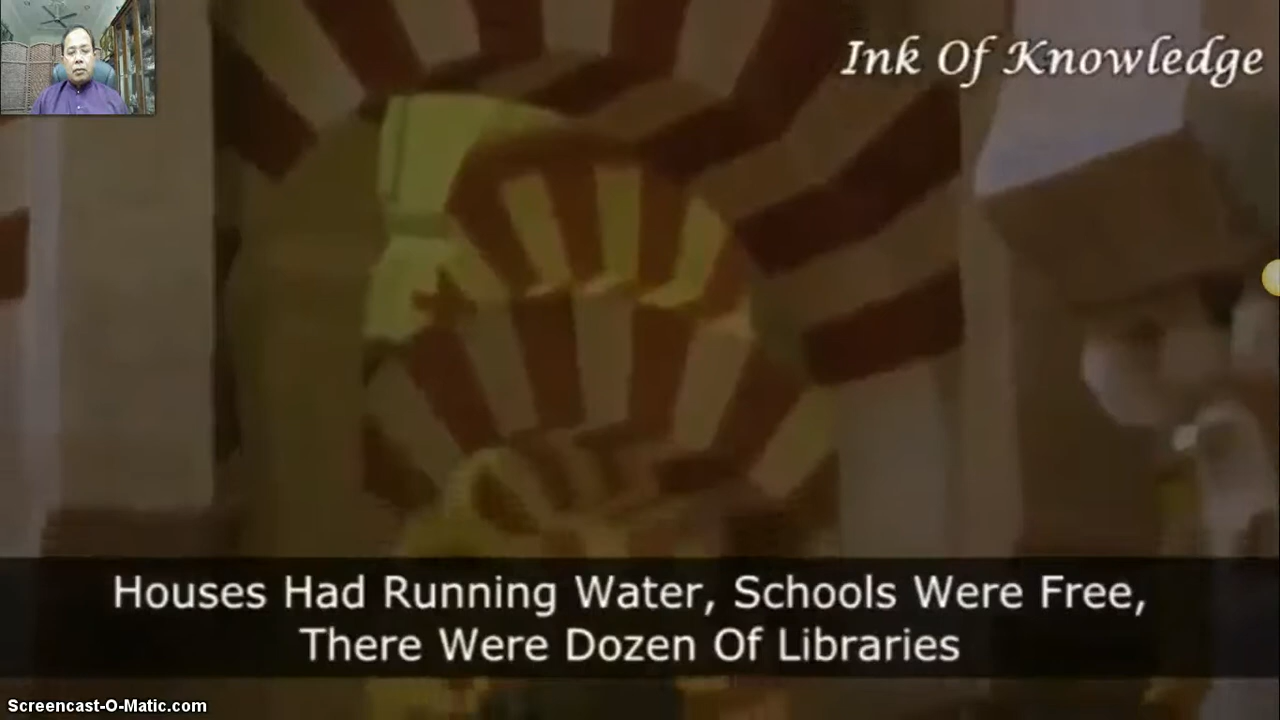 Ink Of Knowledge
Houses Had Running Water, Schools Were Free,
There Were Dozen Of Libraries
Screencast-O-Matic.com